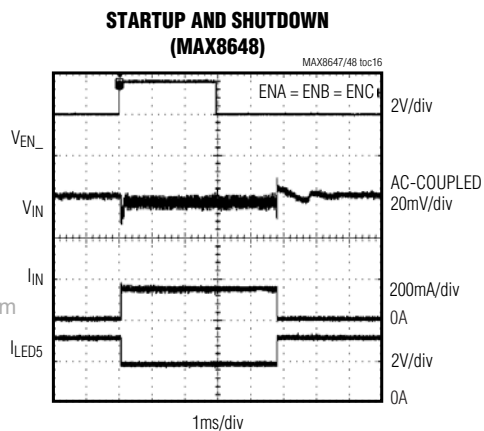 STARTUP AND SHUTDOWN
(MAX8648)
MAX8647/48 toc16
ENA = ENB = ENC
2V/div
VEN_
AC-COUPLED
20mV/div
VIN
IIN
200mA/div
m
0A
ILED5
2V/div
0A
1ms/div